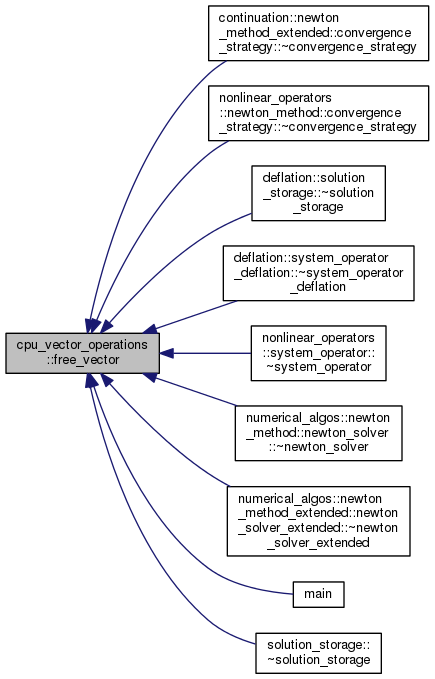 continuation::newton
_method_extended::convergence
_strategy::~convergence_strategy
nonlinear_operators
::newton_method::convergence
_strategy::~convergence_strategy
deflation::solution
_storage::~solution
_storage
deflation::system_operator
_deflation::~system_operator
_deflation
cpu_vector_operations
::free_vector
nonlinear_operators
::system_operator::
~system_operator
numerical_algos::newton
_method::newton_solver
::~newton_solver
numerical_algos::newton
_method_extended::newton
_solver_extended::~newton
_solver_extended
main
solution_storage::
~solution_storage